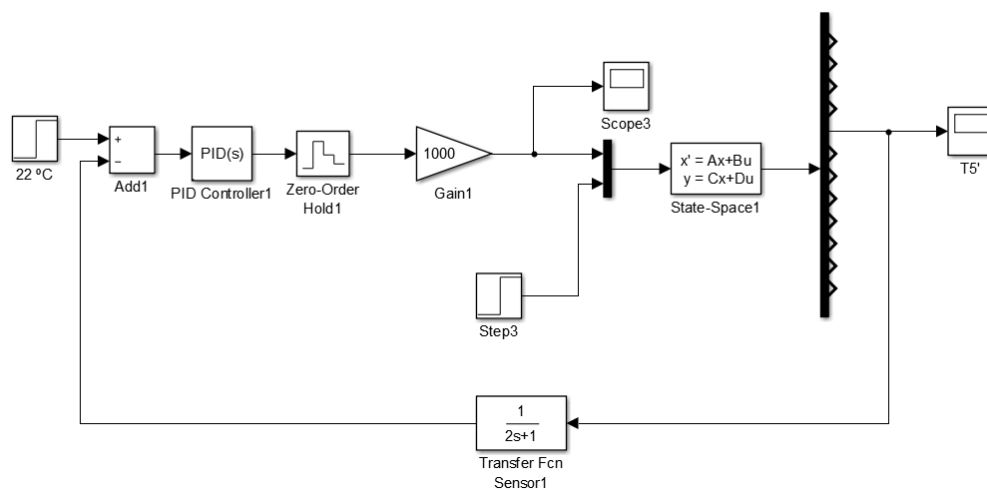 Scope3
22 ºC
+
−
Add1
PID(s)
PID Controller1
Zero-Order
Hold1
1000
Gain1
x' = Ax+Bu
y = Cx+Du
State-Space1
T5'
Step3
1
2s+1
Transfer Fcn
Sensor1